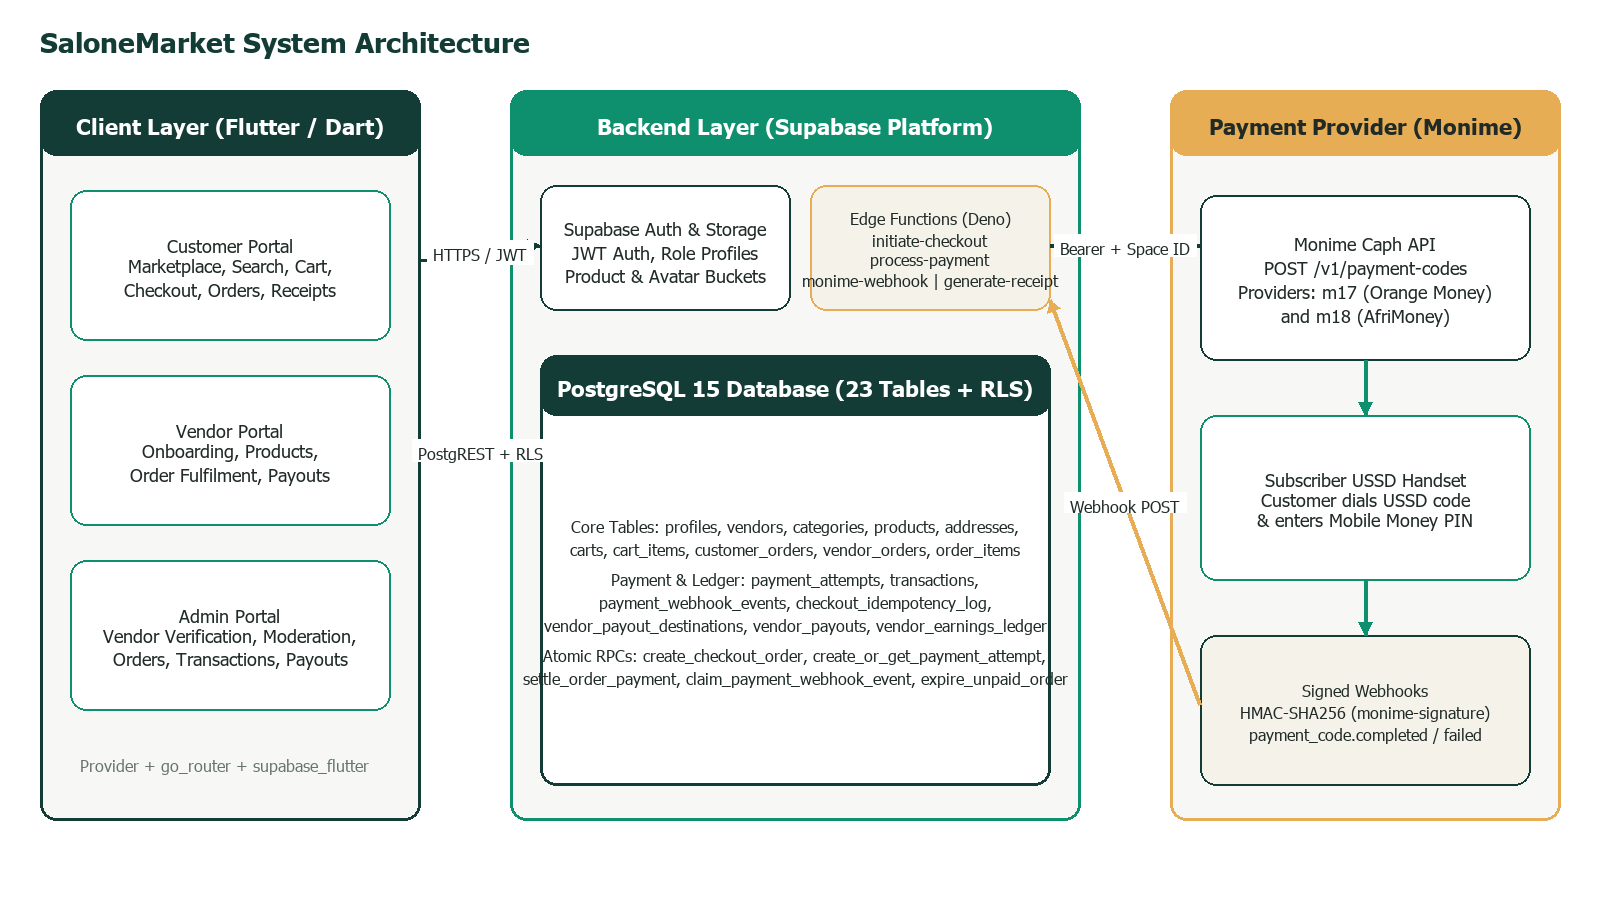 SaloneMarket System Architecture
Client Layer (Flutter / Dart)
Customer Portal
Marketplace, Search, Cart,
Checkout, Orders, Receipts
Vendor Portal
Onboarding, Products,
Order Fulfilment, Payouts
Admin Portal
Vendor Verification, Moderation,
Orders, Transactions, Payouts
Provider + go_router + supabase_flutter
HTTPS / JWT
PostgREST + RLS
Backend Layer (Supabase Platform)
Supabase Auth & Storage
JWT Auth, Role Profiles
Product & Avatar Buckets
Edge Functions (Deno)
initiate-checkout
process-payment
monime-webhook | generate-receipt
PostgreSQL 15 Database (23 Tables + RLS)
Core Tables: profiles, vendors, categories, products, addresses,
carts, cart_items, customer_orders, vendor_orders, order_items
Payment & Ledger: payment_attempts, transactions,
payment_webhook_events, checkout_idempotency_log,
vendor_payout_destinations, vendor_payouts, vendor_earnings_ledger
Atomic RPCs: create_checkout_order, create_or_get_payment_attempt,
settle_order_payment, claim_payment_webhook_event, expire_unpaid_order
Bearer + Space ID
Webhook POST
Payment Provider (Monime)
Monime Caph API
POST /v1/payment-codes
Providers: m17 (Orange Money)
and m18 (AfriMoney)
Subscriber USSD Handset
Customer dials USSD code
& enters Mobile Money PIN
Signed Webhooks
HMAC-SHA256 (monime-signature)
payment_code.completed / failed